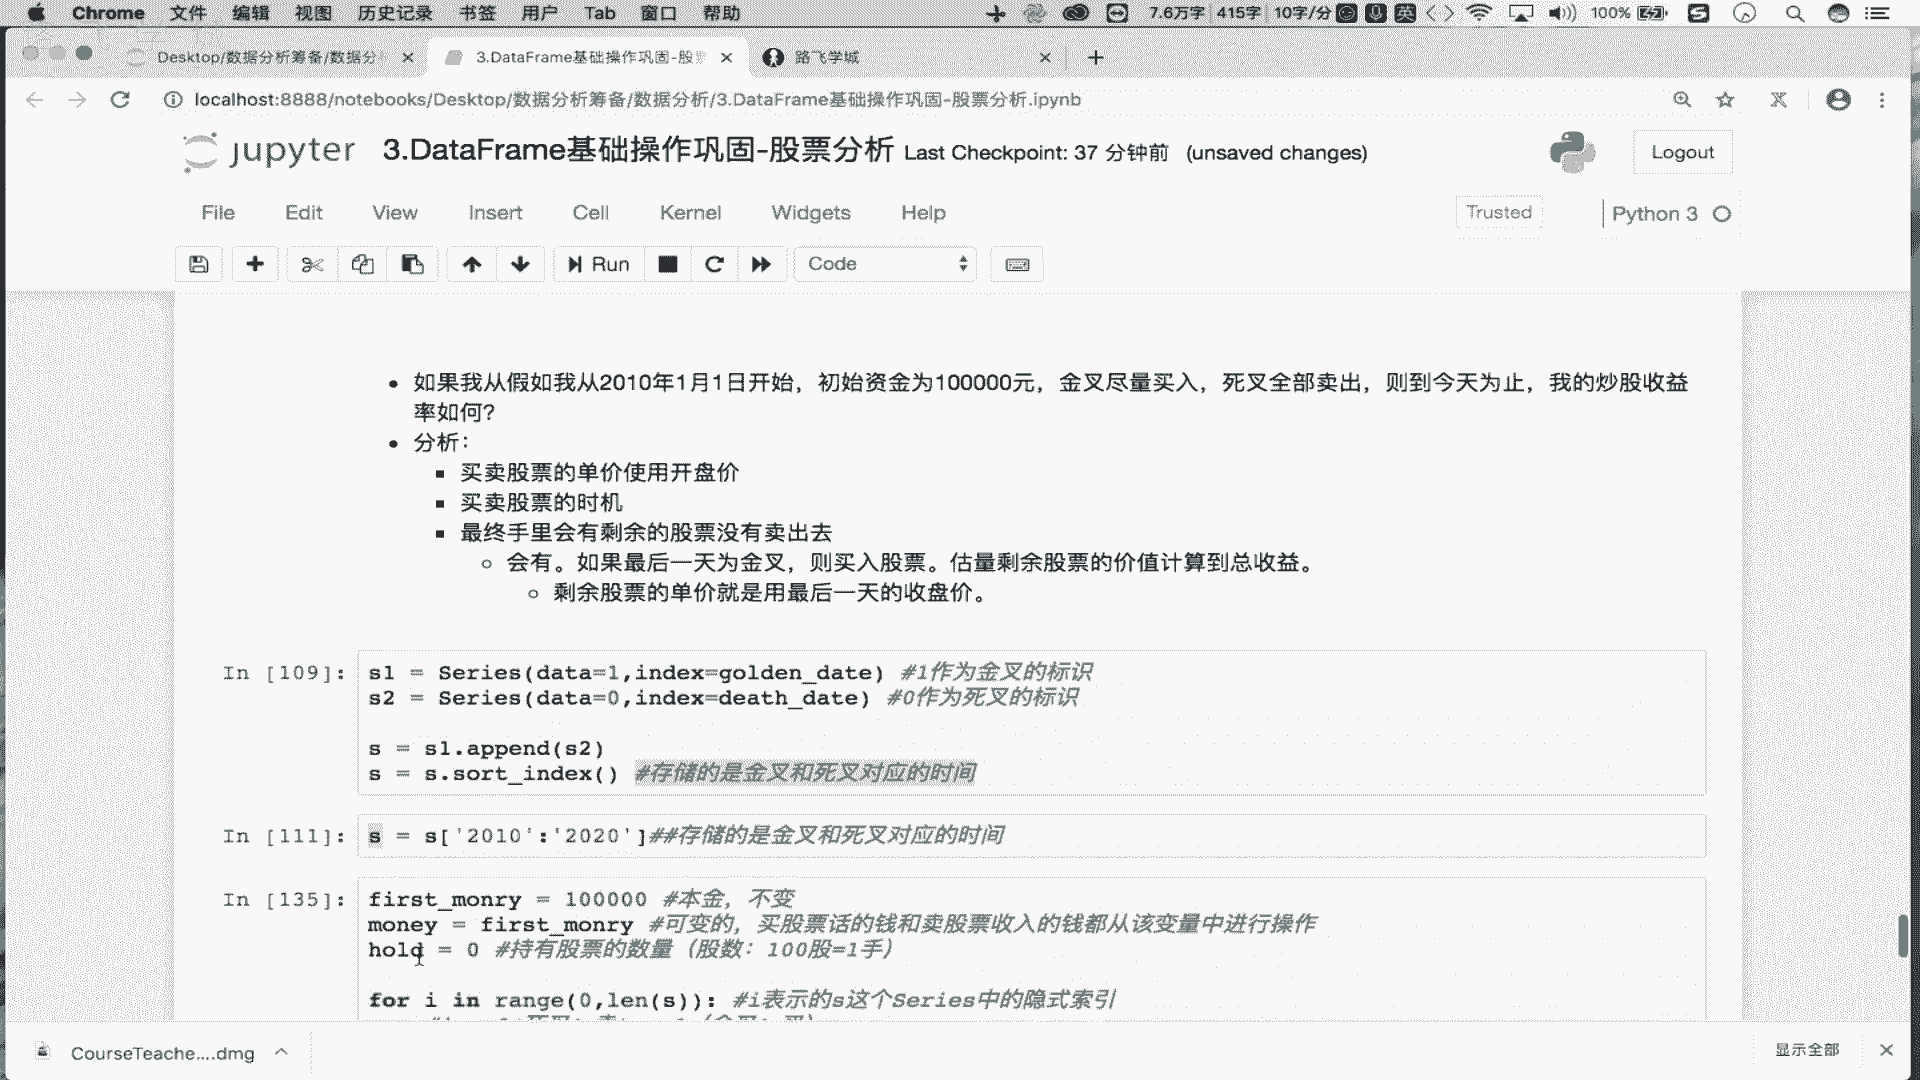 Chrome 文件 编辑 视图 历史记录 书签 用户 Tab 窗口 帮助 7.6万字 415字 10字/分 英 100%
Desktop/数据分析筹备/数据分 3.DataFrame基础操作巩固-股 路飞学城
localhost:8888/notebooks/Desktop/数据分析筹备/数据分析/3.DataFrame基础操作巩固-股票分析.ipynb
jupyter 3.DataFrame基础操作巩固-股票分析 Last Checkpoint: 37 分钟前 (unsaved changes) Logout
File Edit View Insert Cell Kernel Widgets Help Trusted Python 3
Run Code
如果我从假如我从2010年1月1日开始，初始资金为100000元，金叉尽量买入，死叉全部卖出，则到今天为止，我的炒股收益
率如何？
分析：
买卖股票的单价使用开盘价
买卖股票的时机
最终手里会有剩余的股票没有卖出去
会有。如果最后一天为金叉，则买入股票。估量剩余股票的价值计算到总收益。
剩余股票的单价就是用最后一天的收盘价。
In [109]: s1 = Series(data=1,index=golden_date) #1作为金叉的标识
s2 = Series(data=0,index=death_date) #0作为死叉的标识
s = s1.append(s2)
s = s.sort_index() #存储的是金叉和死叉对应的时间
In [111]: s = s['2010':'2020']##存储的是金叉和死叉对应的时间
In [135]: first_monry = 100000 #本金，不变
money = first_monry #可变的，买股票话的钱和卖股票收入的钱都从该变量中进行操作
hold = 0 #持有股票的数量（股数：100股=1手）
for i in range(0,len(s)): #i表示的s这个Series中的隐式索引
CourseTeache....dmg 显示全部